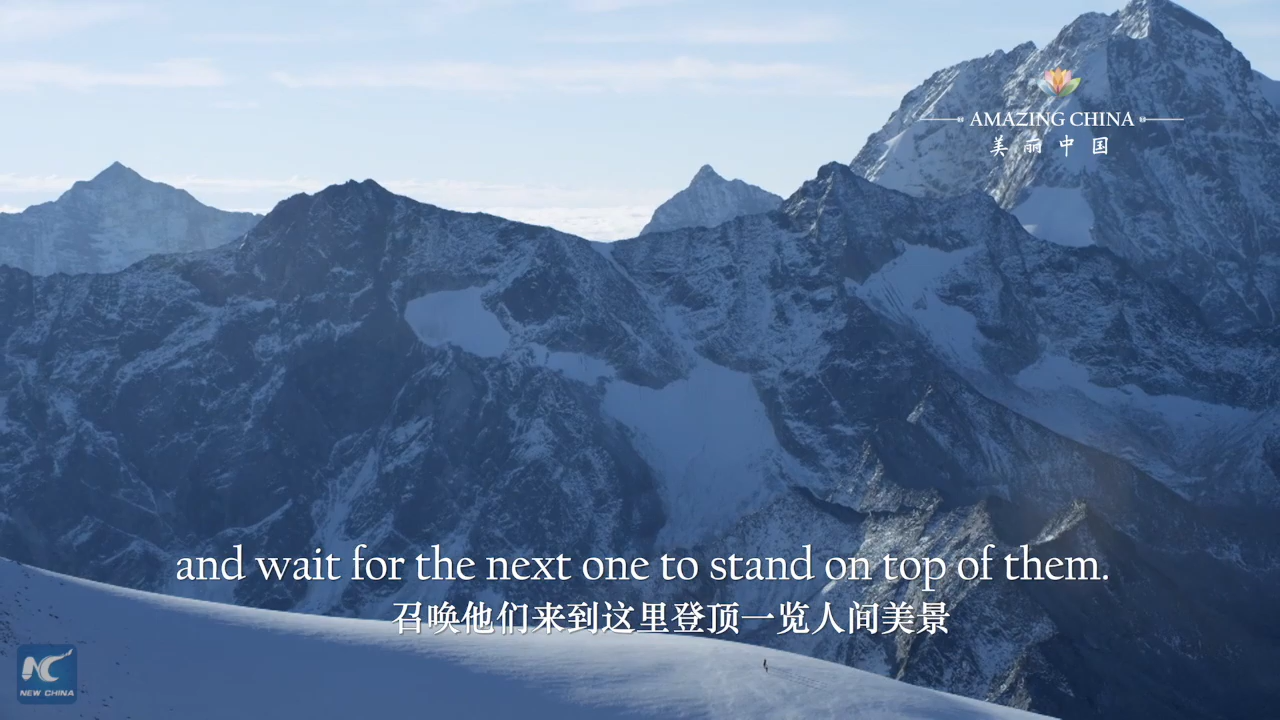 AMAZING CHINA
美丽中国
and wait for the next one to stand on top of them.
召唤他们来到这里登顶一览人间美景
NC
NEW CHINA